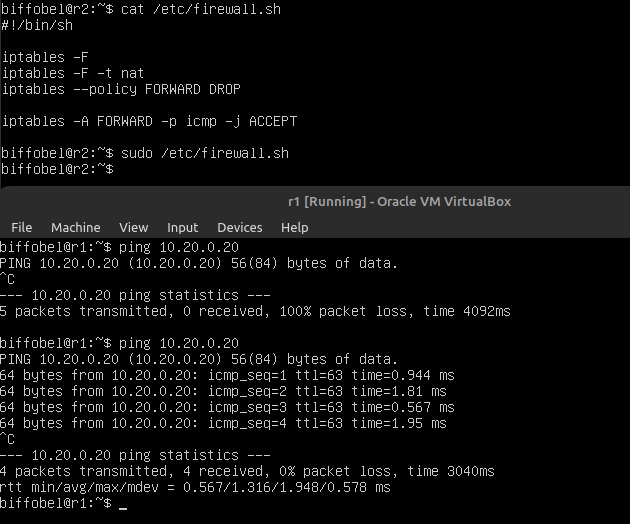 biffobel@r2:~$ cat /etc/firewall.sh
#!/bin/sh
iptables -F
iptables -F -t nat
iptables --policy FORWARD DROP
iptables -A FORWARD -p icmp -j ACCEPT
biffobel@r2:~$ sudo /etc/firewall.sh
biffobel@r2:~$
r1 [Running] - Oracle VM VirtualBox
File Machine View Input Devices Help
biffobel@r1:~$ ping 10.20.0.20
PING 10.20.0.20 (10.20.0.20) 56(84) bytes of data.
^C
--- 10.20.0.20 ping statistics ---
5 packets transmitted, 0 received, 100% packet loss, time 4092ms
biffobel@r1:~$ ping 10.20.0.20
PING 10.20.0.20 (10.20.0.20) 56(84) bytes of data.
64 bytes from 10.20.0.20: icmp_seq=1 ttl=63 time=0.944 ms
64 bytes from 10.20.0.20: icmp_seq=2 ttl=63 time=1.81 ms
64 bytes from 10.20.0.20: icmp_seq=3 ttl=63 time=0.567 ms
64 bytes from 10.20.0.20: icmp_seq=4 ttl=63 time=1.95 ms
^C
--- 10.20.0.20 ping statistics ---
4 packets transmitted, 4 received, 0% packet loss, time 3040ms
rtt min/avg/max/mdev = 0.567/1.316/1.948/0.578 ms
biffobel@r1:~$ _